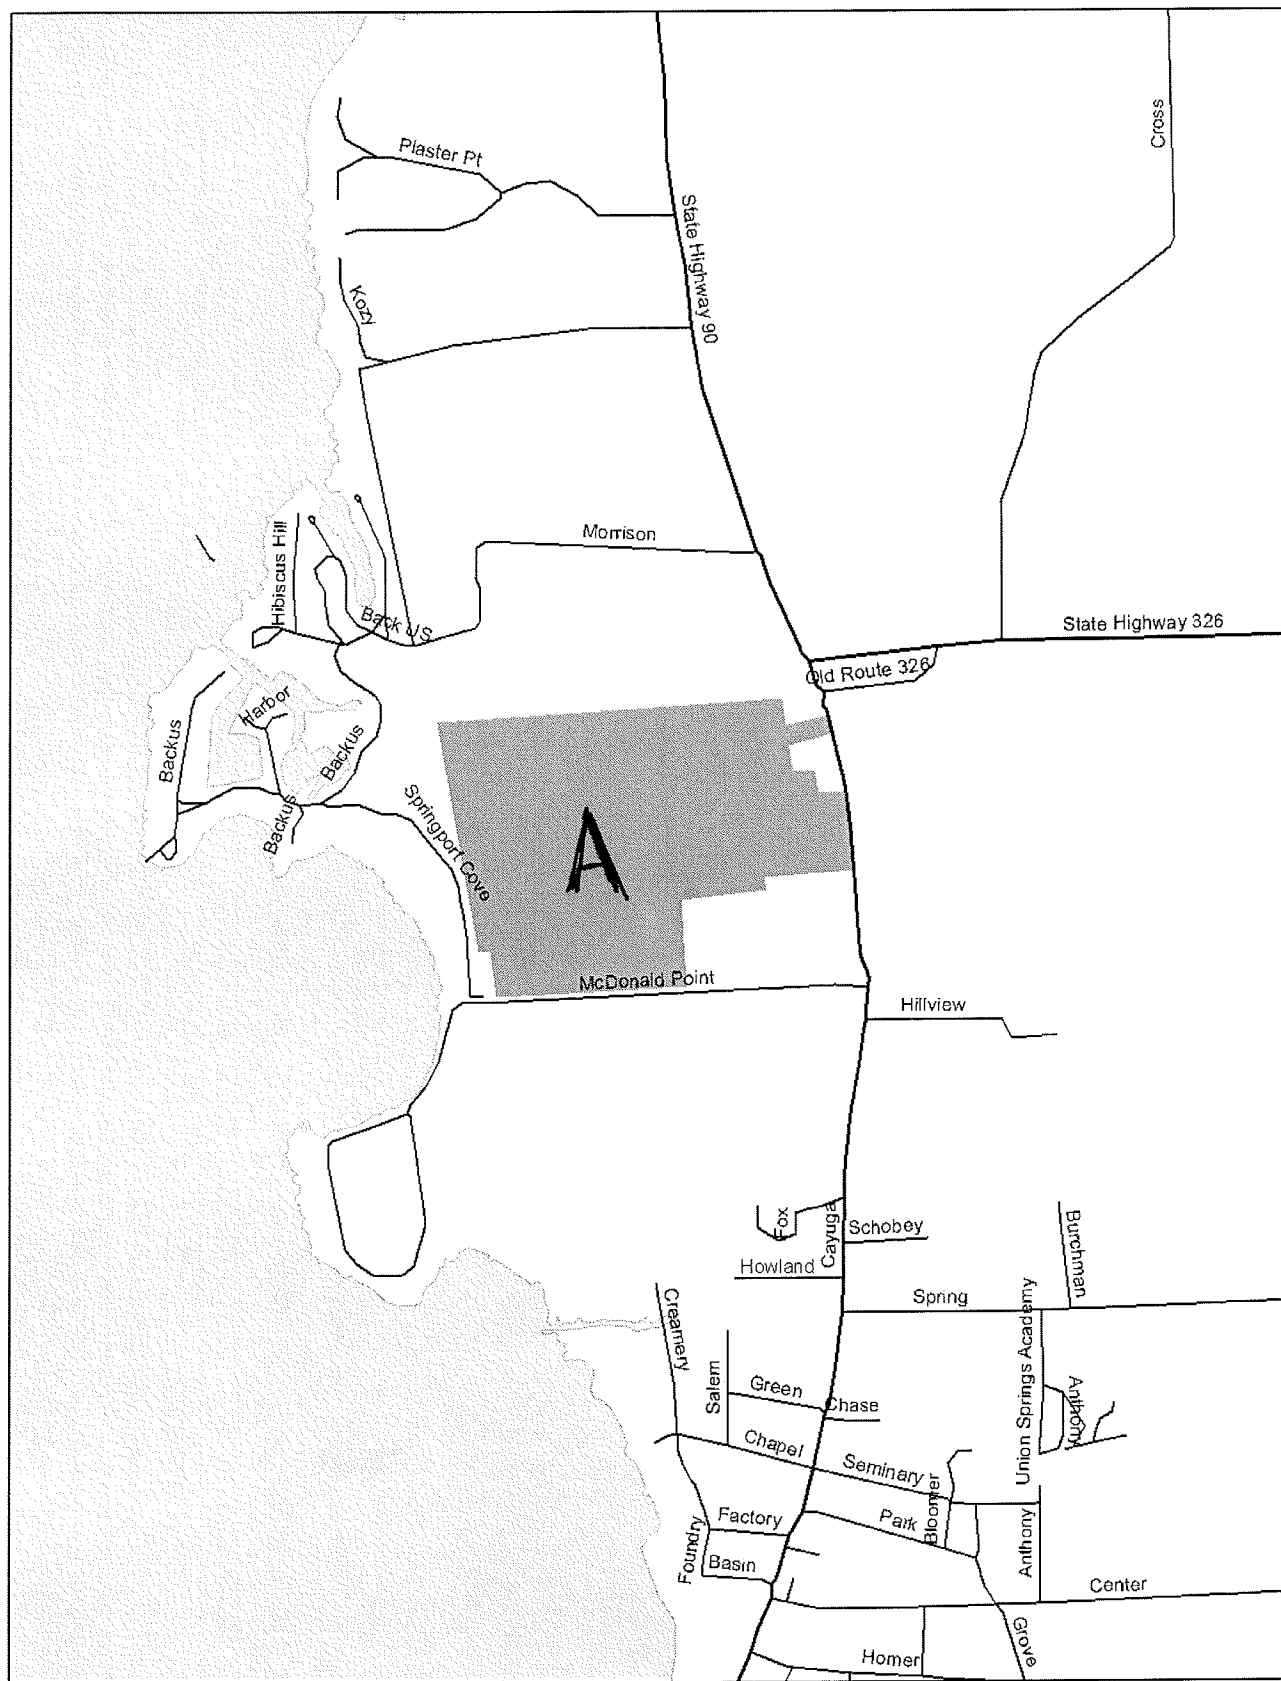 Cross
Plaster Pt
State Highway 90
Kozy
Morrison
Hibiscus Hill
Back US
State Highway 326
Old Route 326
Harbor
Backus
Backus
Backus
Springport Cove
A
McDonald Point
Hillview
Fox
Cayuga
Schobey
Burchman
Howland
Spring
Creamery
Union Springs Academy
Salem
Green
Chase
Anthony
Chapel
Seminary
Bloomer
Factory
Park
Foundry
Basin
Anthony
Center
Grove
Homer